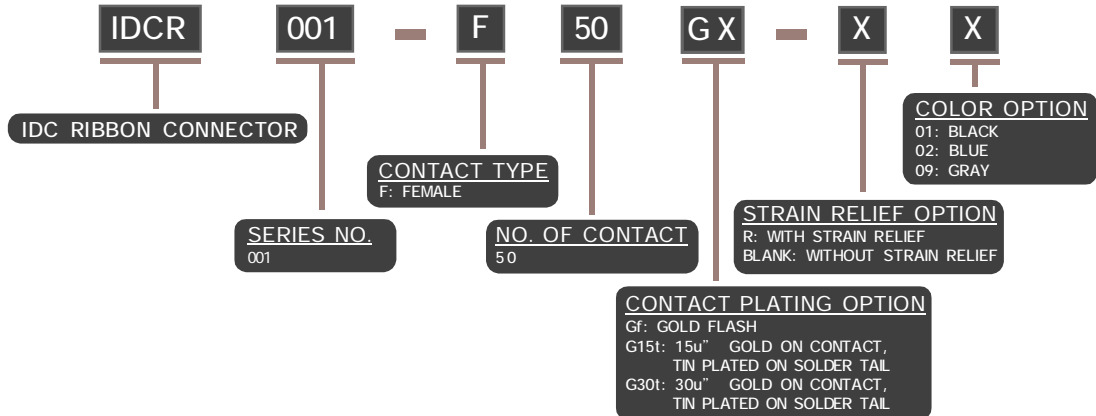 IDCR 001 - F 50 GX - X X
IDC RIBBON CONNECTOR
SERIES NO.
001
CONTACT TYPE
F: FEMALE
NO. OF CONTACT
50
CONTACT PLATING OPTION
Gf: GOLD FLASH
G15t: 15u" GOLD ON CONTACT,
TIN PLATED ON SOLDER TAIL
G30t: 30u" GOLD ON CONTACT,
TIN PLATED ON SOLDER TAIL
STRAIN RELIEF OPTION
R: WITH STRAIN RELIEF
BLANK: WITHOUT STRAIN RELIEF
COLOR OPTION
01: BLACK
02: BLUE
09: GRAY